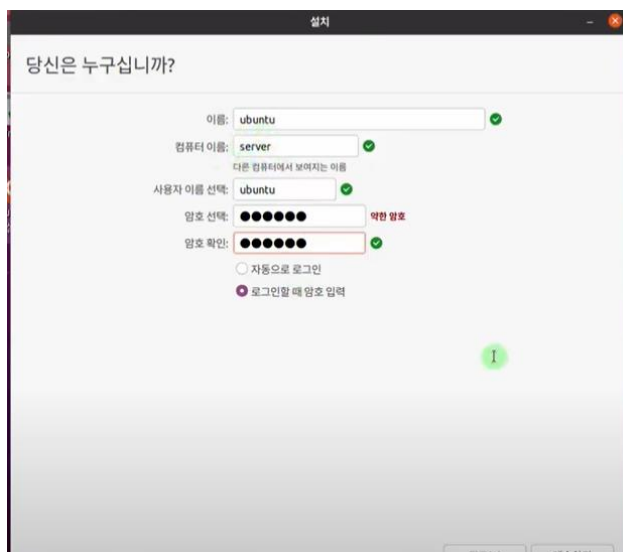 설치
당신은 누구십니까?
이름: ubuntu
컴퓨터 이름: server
다른 컴퓨터에서 보여지는 이름
사용자 이름 선택: ubuntu
암호 선택: ●●●●●● 약한 암호
암호 확인: ●●●●●●
자동으로 로그인
로그인할 때 암호 입력